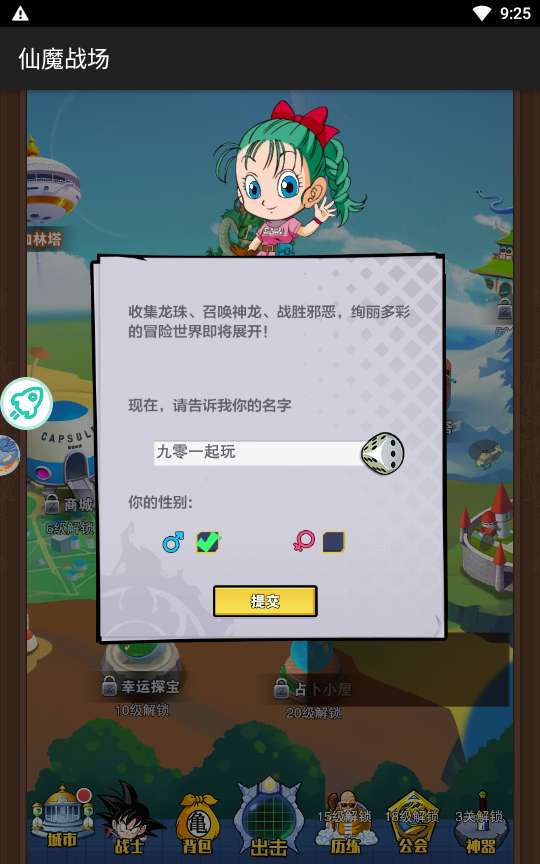 9:25
仙魔战场
加林塔
收集龙珠、召唤神龙、战胜邪恶，绚丽多彩
的冒险世界即将展开！
现在，请告诉我你的名字
九零一起玩
CAPSUL
商城
6级解锁
你的性别：
提交
幸运探宝
10级解锁
占卜小屋
20级解锁
15级解锁
18级解锁
3关解锁
城市
战士
背包
出击
历练
公会
神器